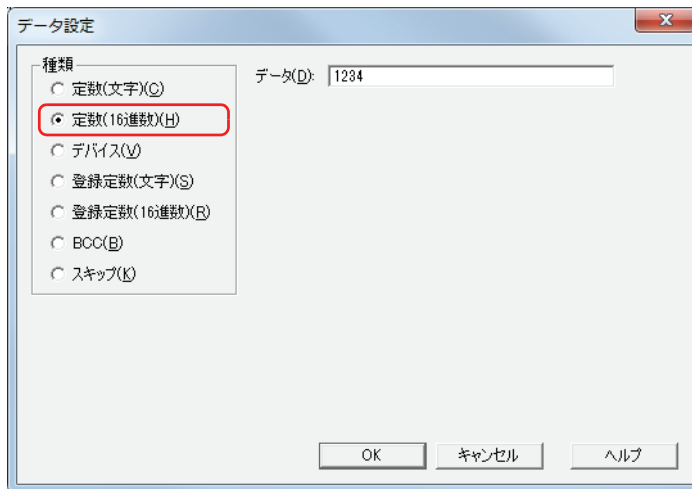 データ設定
種類
定数(文字)(C)
定数(16進数)(H)
デバイス(V)
登録定数(文字)(S)
登録定数(16進数)(R)
BCC(B)
スキップ(K)
データ(D): 1234
OK キャンセル ヘルプ